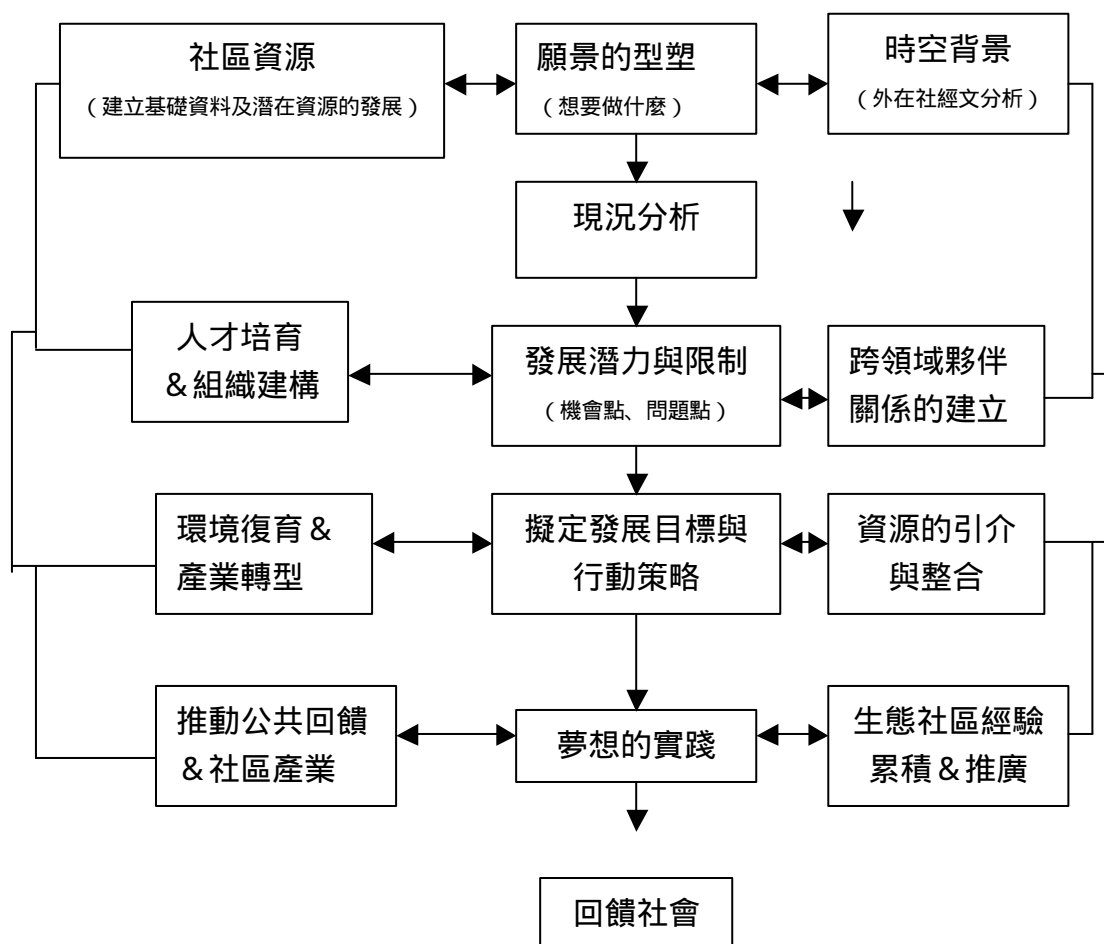 社區資源
（建立基礎資料及潛在資源的發展）
願景的型塑
（想要做什麼）
時空背景
（外在社經文分析）
現況分析
人才培育
＆組織建構
發展潛力與限制
（機會點、問題點）
跨領域夥伴
關係的建立
環境復育＆
產業轉型
擬定發展目標與
行動策略
資源的引介
與整合
推動公共回饋
＆社區產業
夢想的實踐
生態社區經驗
累積＆推廣
回饋社會